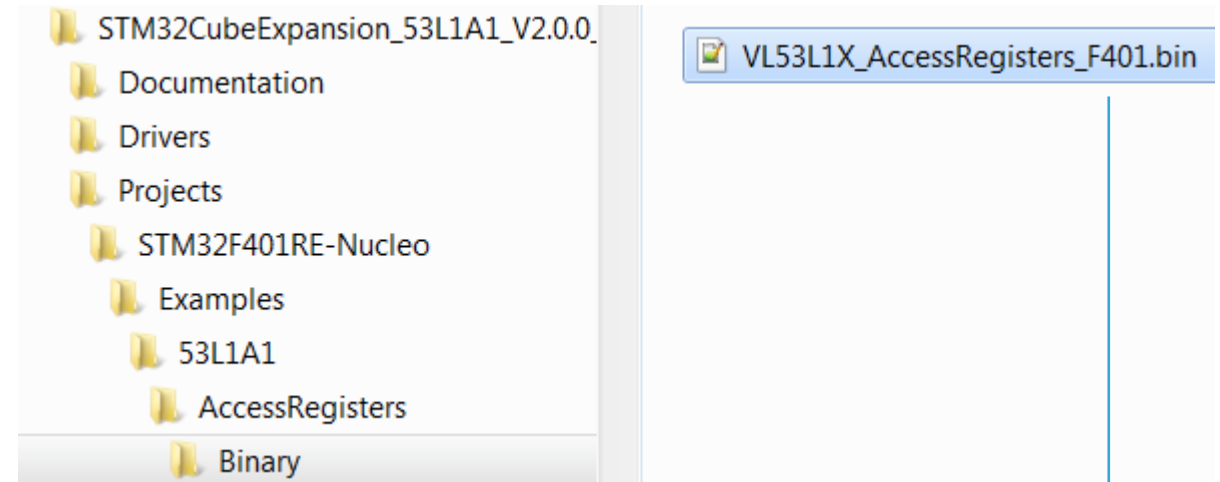 STM32CubeExpansion_53L1A1_V2.0.0_
Documentation
Drivers
Projects
STM32F401RE-Nucleo
Examples
53L1A1
AccessRegisters
Binary
VL53L1X_AccessRegisters_F401.bin